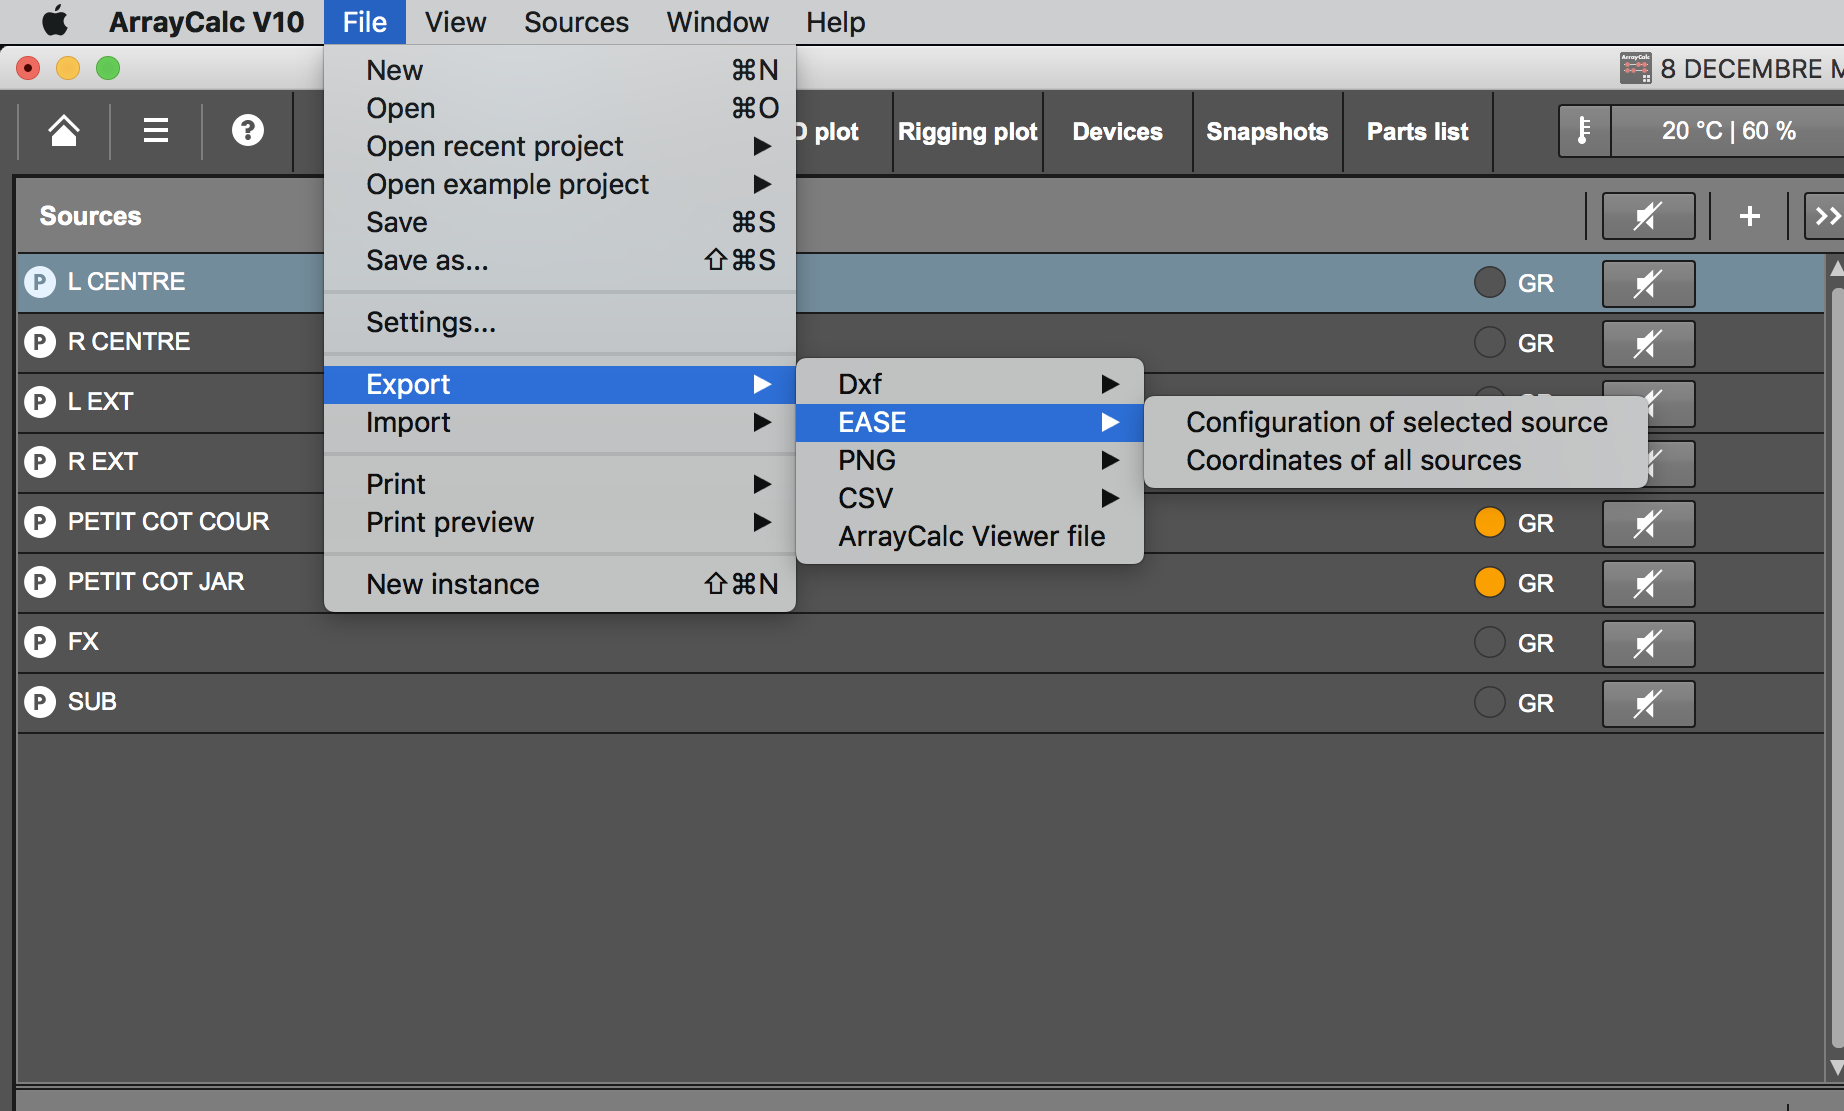 ArrayCalc V10 File View Sources Window Help
8 DECEMBRE
New ⌘N
Open ⌘O
Open recent project
Open example project
Save ⌘S
Save as... ⇧⌘S
Settings...
Export
Import
Print
Print preview
New instance ⇧⌘N
Dxf
EASE
PNG
CSV
ArrayCalc Viewer file
Configuration of selected source
Coordinates of all sources
plot Rigging plot Devices Snapshots Parts list 20 °C | 60 %
Sources
P L CENTRE GR
P R CENTRE GR
P L EXT
P R EXT
P PETIT COT COUR GR
P PETIT COT JAR GR
P FX GR
P SUB GR